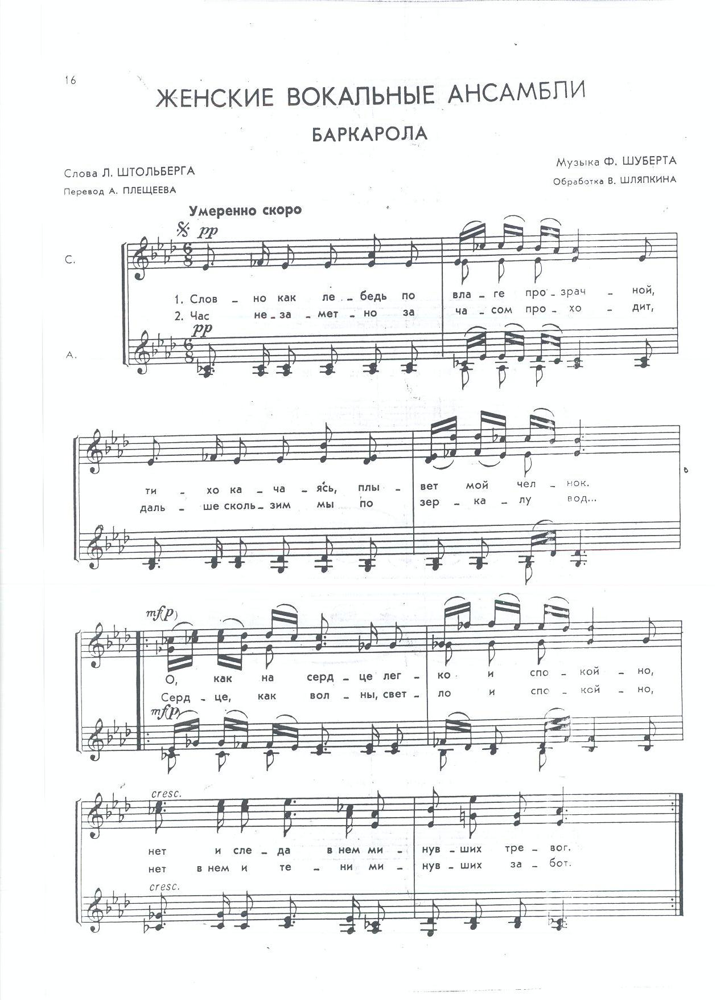 16
ЖЕНСКИЕ ВОКАЛЬНЫЕ АНСАМБЛИ
БАРКАРОЛА
Слова Л. ШТОЛЬБЕРГА
Музыка Ф. ШУБЕРТА
Перевод А. ПЛЕЩЕЕВА
Обработка В. ШЛЯПКИНА
Умеренно скоро
pp
С.
1. Слов - но как ле - бедь по вла - ге про - зрач - ной,
2. Час не - за - мет - но за ча - сом про - хо - дит,
pp
А.
ти - хо ка - ча - ясь, плы - вет мой чел - нок.
даль - ше сколь - зим мы по зер - ка - лу вод...
mf(p)
О, как на серд - це лег - ко и спо - кой - но,
Серд - це, как вол - ны, свет - ло и спо - кой - но,
mf(p)
cresc.
нет и сле - да в нем ми - нув - ших тре - вог.
нет в нем и те - ни ми - нув - ших за - бот.
cresc.